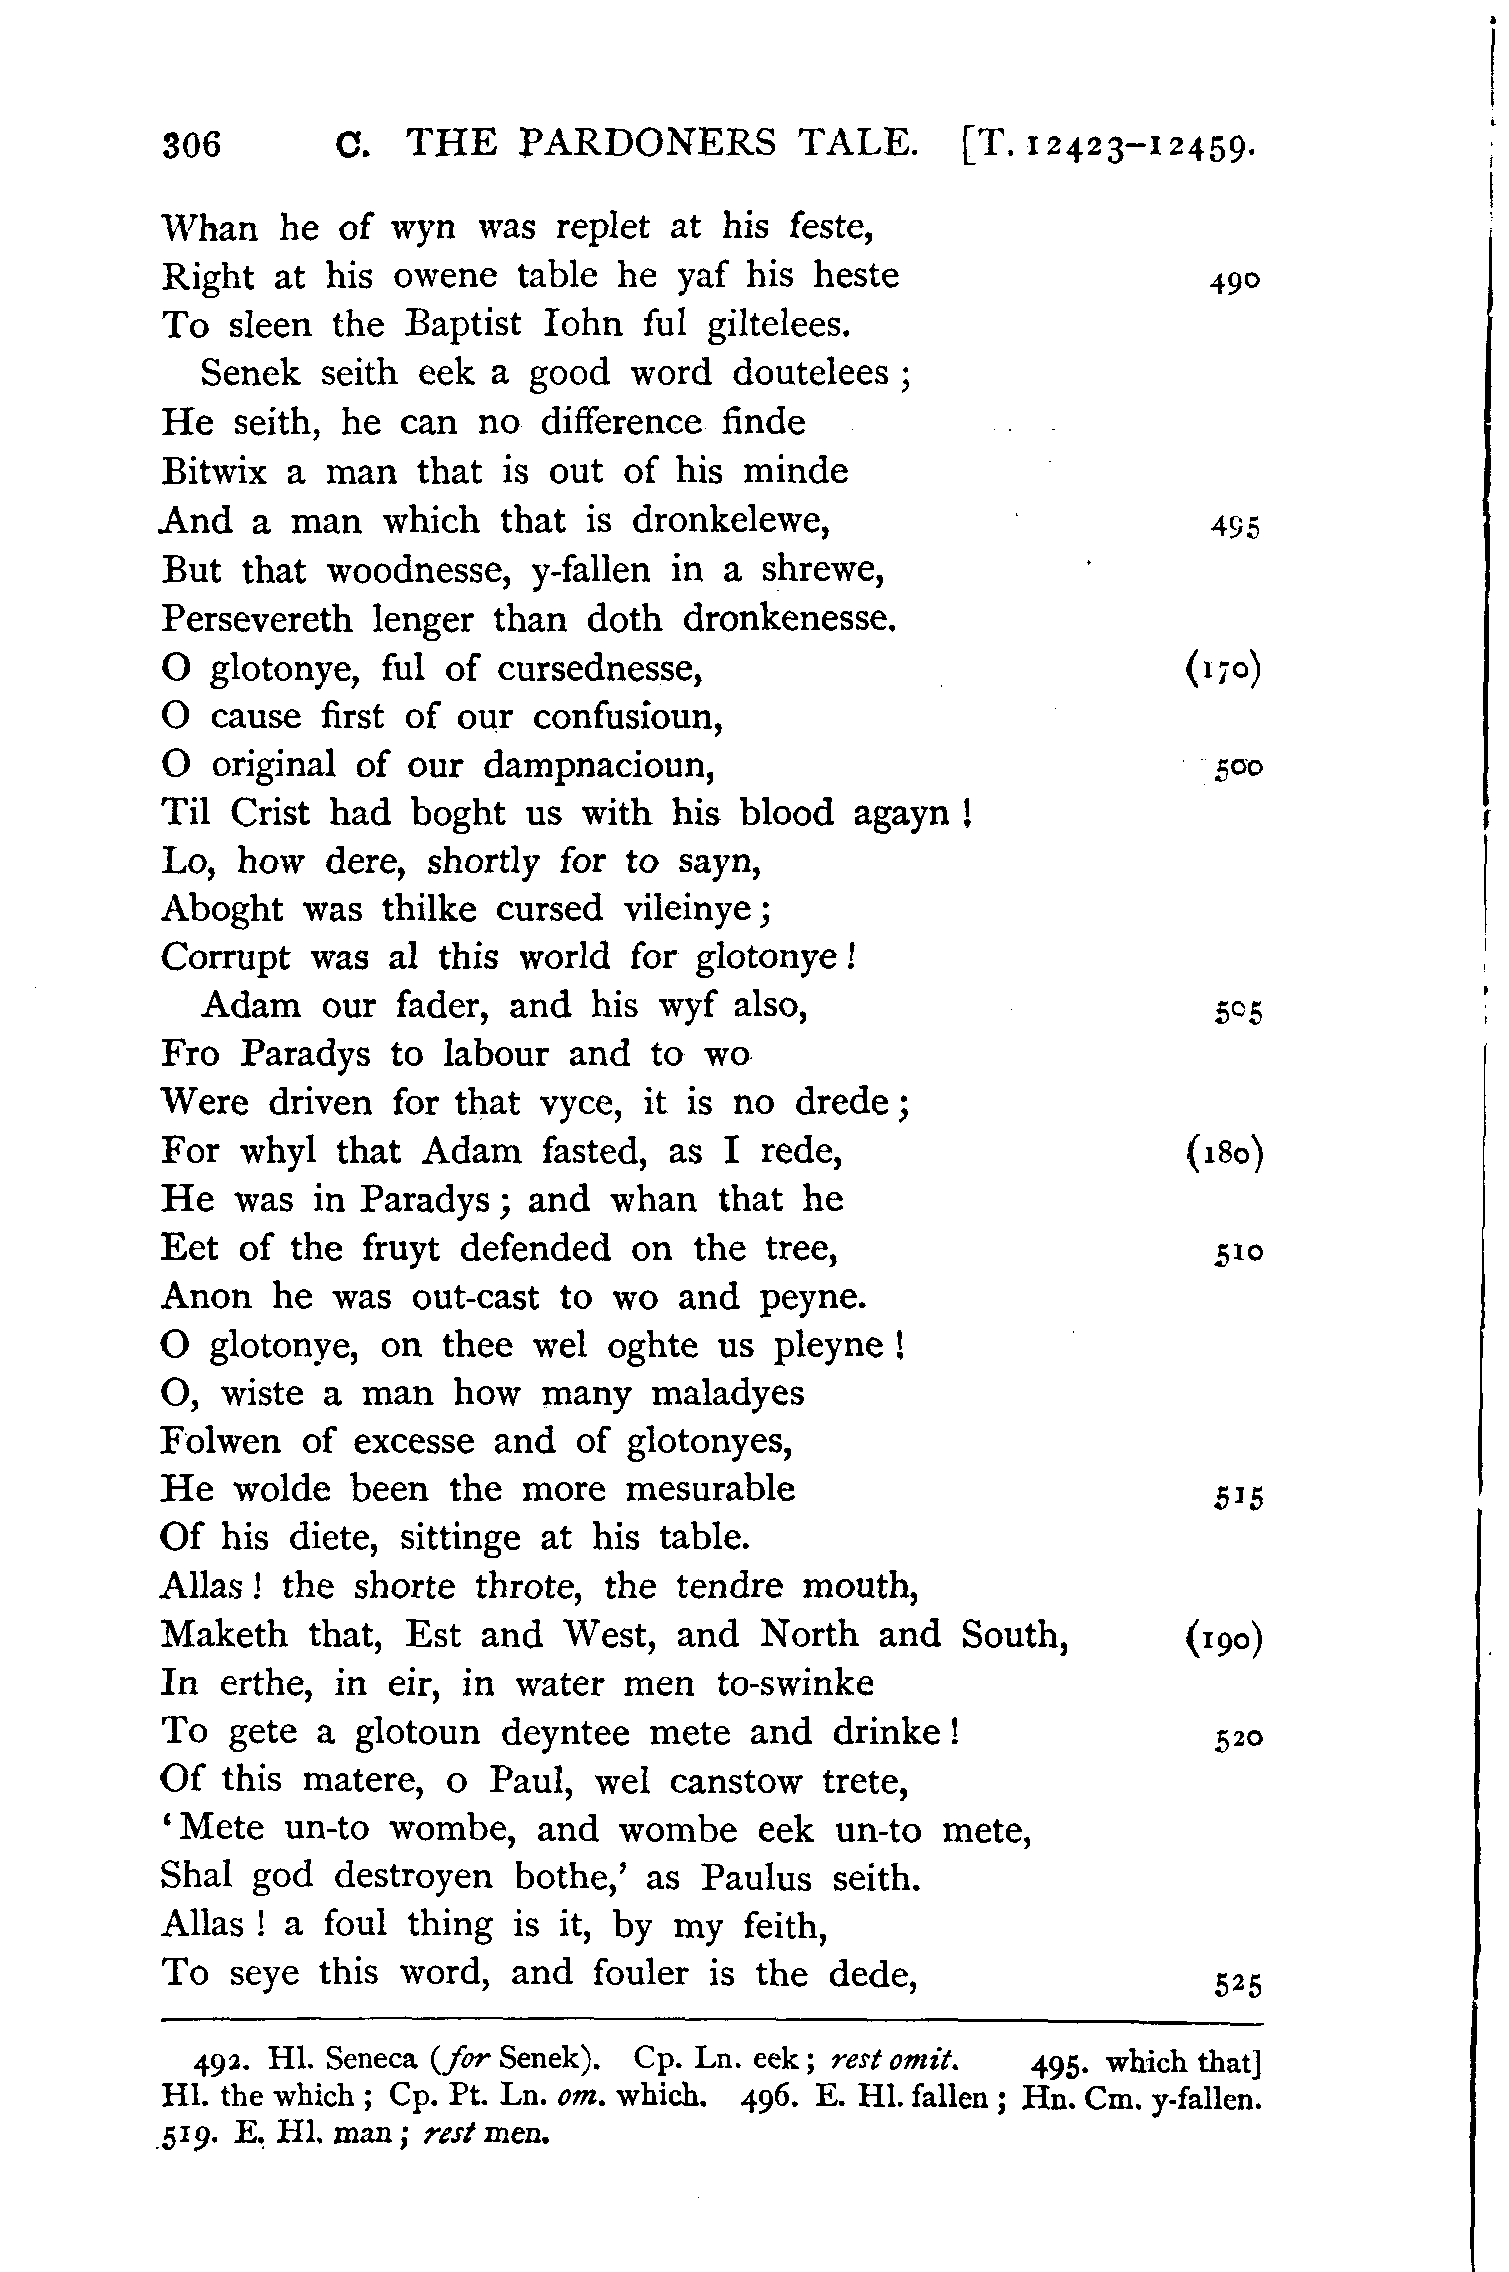 306 C. THE PARDONERS TALE. [T. 12423–12459.
Whan he of wyn was replet at his feste,
Right at his owene table he yaf his heste 490
To sleen the Baptist Iohn ful giltelees.
Senek seith eek a good word doutelees ;
He seith, he can no difference finde
Bitwix a man that is out of his minde
And a man which that is dronkelewe, 495
But that woodnesse, y-fallen in a shrewe,
Persevereth lenger than doth dronkenesse.
O glotonye, ful of cursednesse, (170)
O cause first of our confusioun,
O original of our dampnacioun, 500
Til Crist had boght us with his blood agayn !
Lo, how dere, shortly for to sayn,
Aboght was thilke cursed vileinye ;
Corrupt was al this world for glotonye !
Adam our fader, and his wyf also, 505
Fro Paradys to labour and to wo
Were driven for that vyce, it is no drede ;
For whyl that Adam fasted, as I rede, (180)
He was in Paradys ; and whan that he
Eet of the fruyt defended on the tree, 510
Anon he was out-cast to wo and peyne.
O glotonye, on thee wel oghte us pleyne !
O, wiste a man how many maladyes
Folwen of excesse and of glotonyes,
He wolde been the more mesurable 515
Of his diete, sittinge at his table.
Allas ! the shorte throte, the tendre mouth,
Maketh that, Est and West, and North and South, (190)
In erthe, in eir, in water men to-swinke
To gete a glotoun deyntee mete and drinke ! 520
Of this matere, o Paul, wel canstow trete,
‘Mete un-to wombe, and wombe eek un-to mete,
Shal god destroyen bothe,’ as Paulus seith.
Allas ! a foul thing is it, by my feith,
To seye this word, and fouler is the dede, 525
492. Hl. Seneca (for Senek). Cp. Ln. eek ; rest omit. 495. which that]
Hl. the which ; Cp. Pt. Ln. om. which. 496. E. Hl. fallen ; Hn. Cm. y-fallen.
519. E. Hl. man ; rest men.